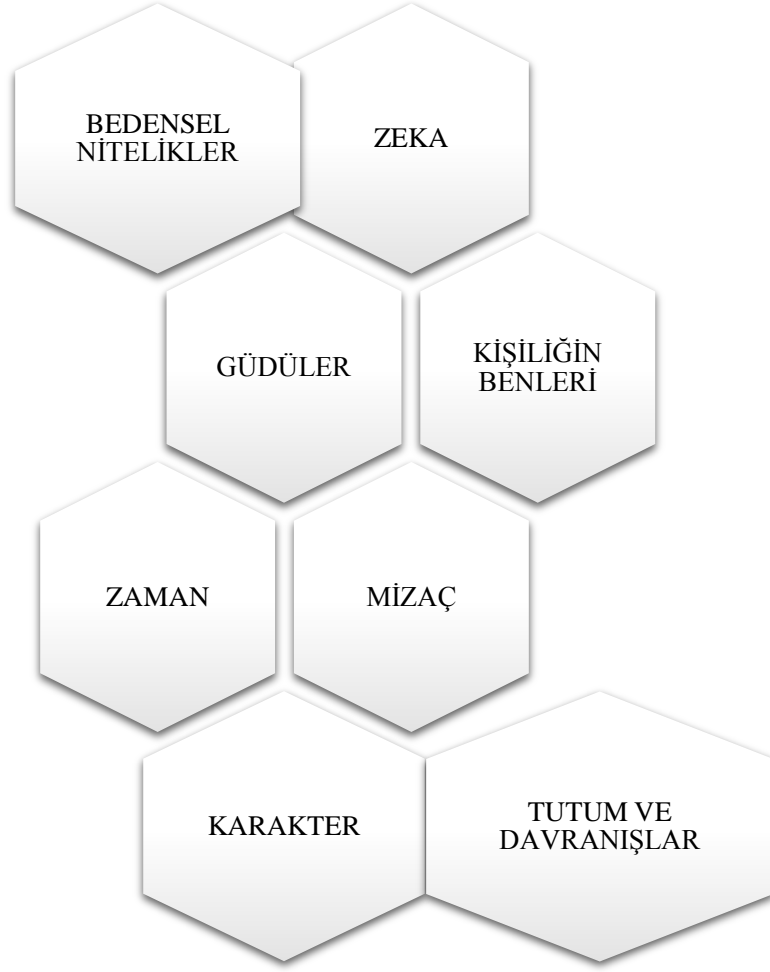 BEDENSEL
NİTELİKLER
ZEKA
GÜDÜLER
KİŞİLİĞİN
BENLERİ
ZAMAN
MİZAÇ
KARAKTER
TUTUM VE
DAVRANIŞLAR